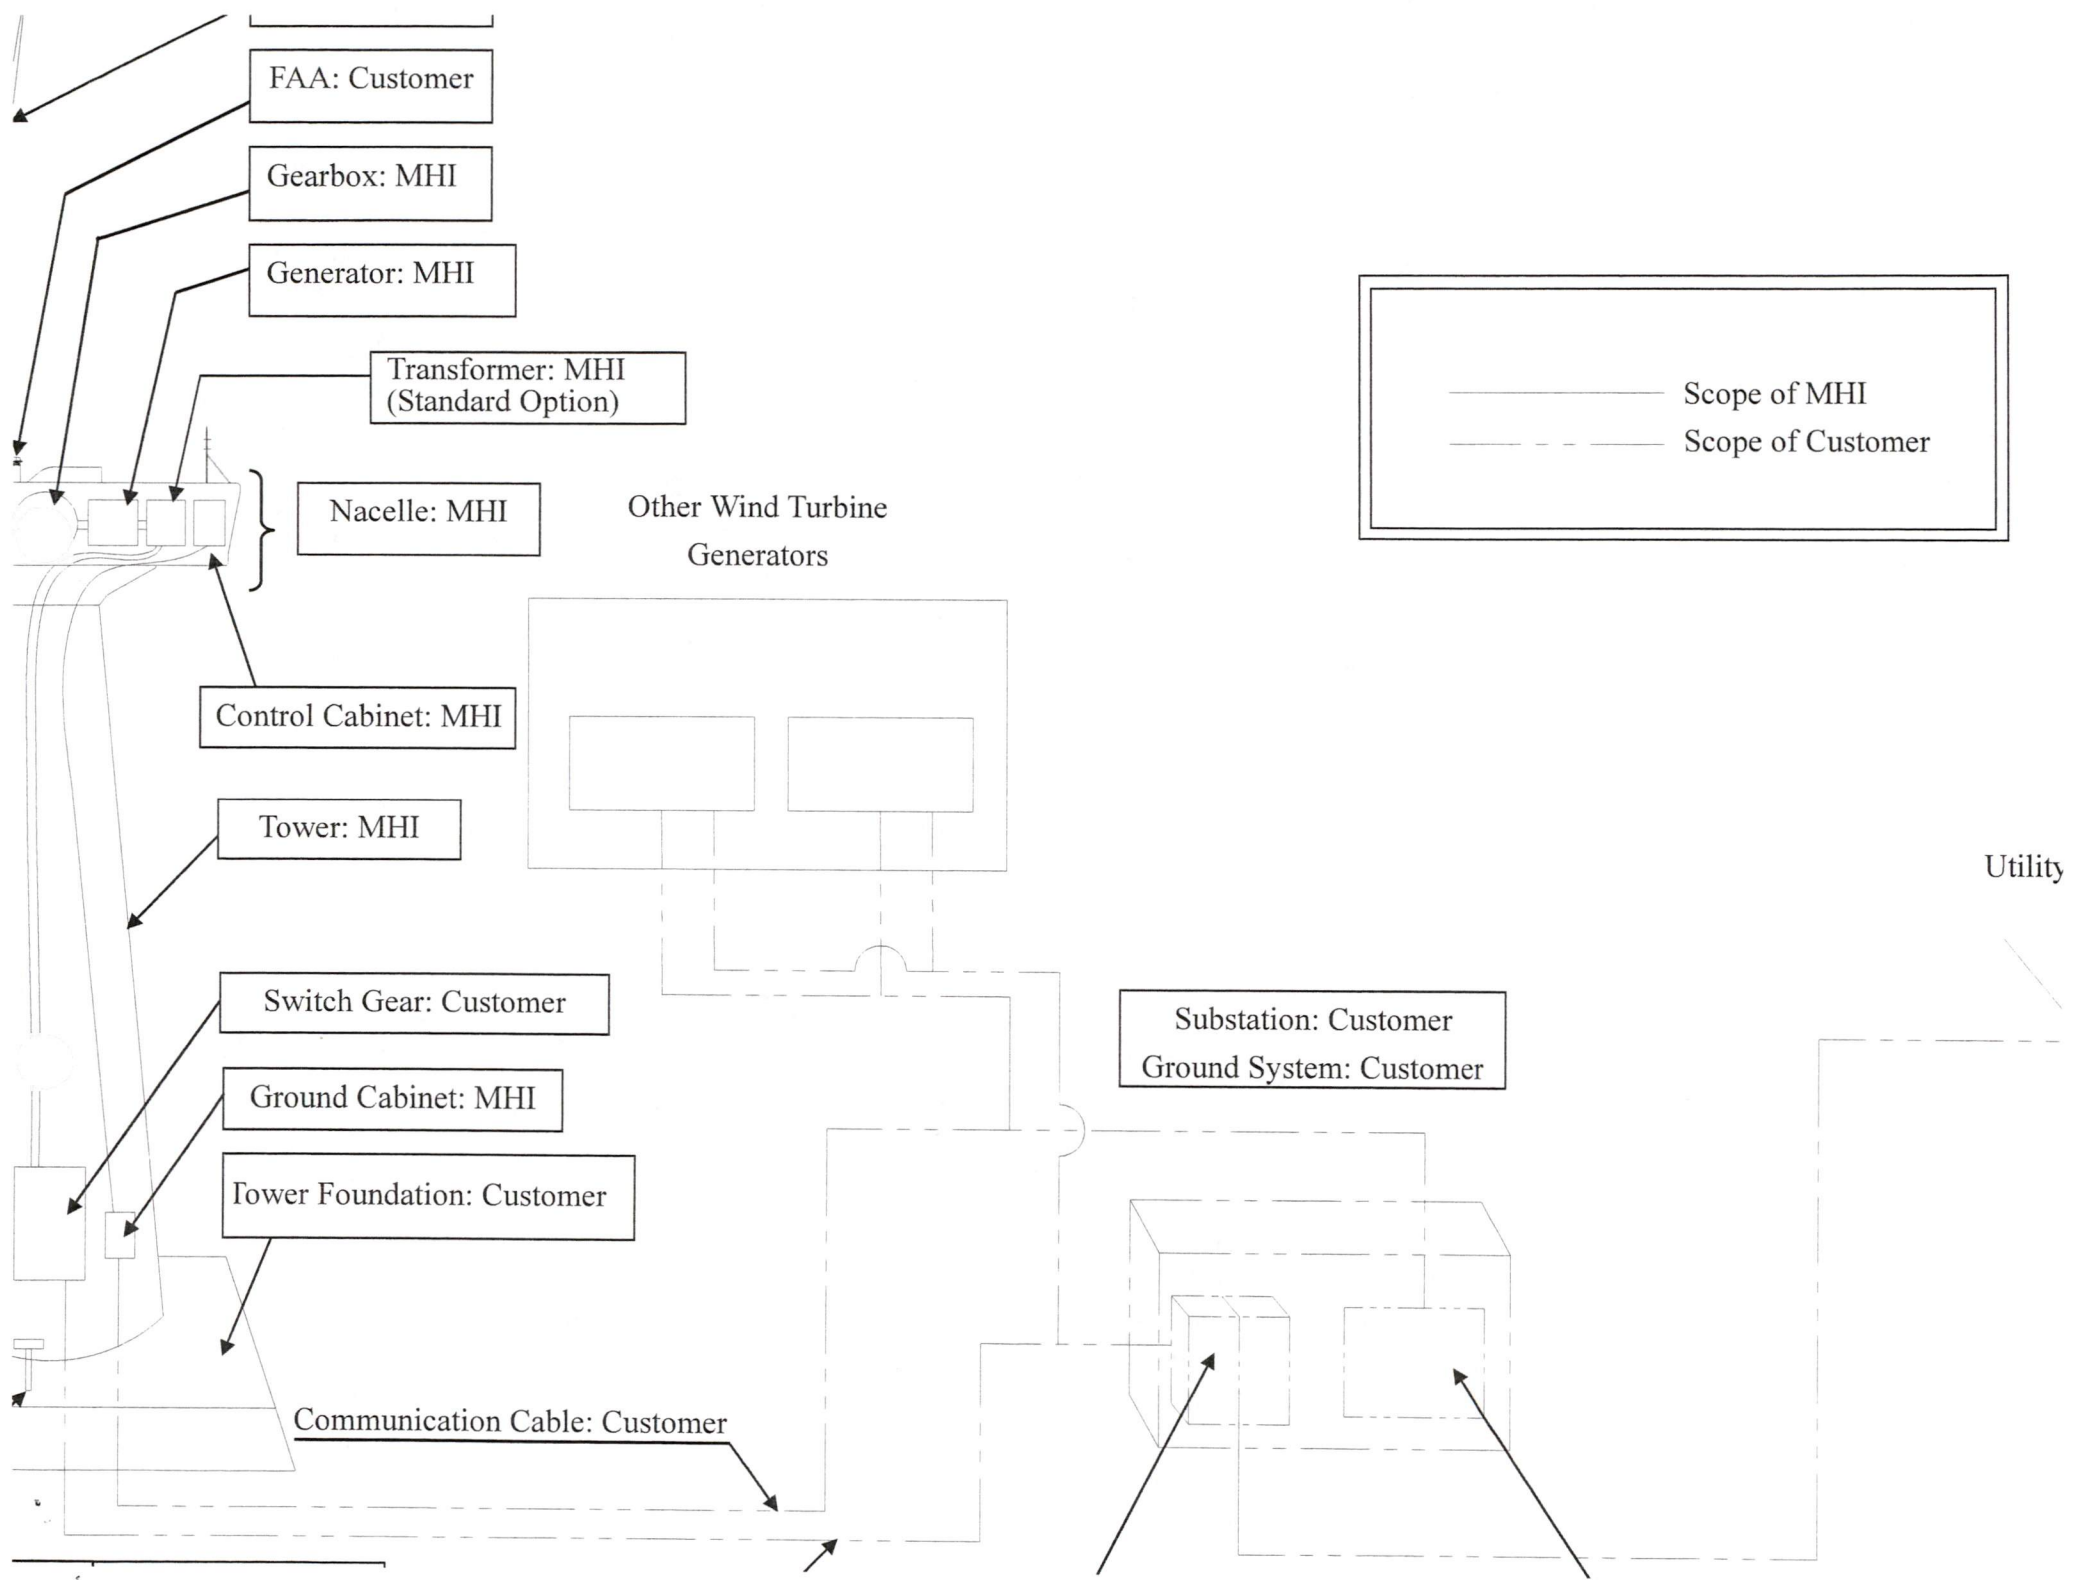 FAA: Customer
Gearbox: MHI
Generator: MHI
Transformer: MHI
(Standard Option)
Scope of MHI
Scope of Customer
Nacelle: MHI
Other Wind Turbine
Generators
Control Cabinet: MHI
Tower: MHI
Utility
Switch Gear: Customer
Substation: Customer
Ground System: Customer
Ground Cabinet: MHI
Tower Foundation: Customer
Communication Cable: Customer